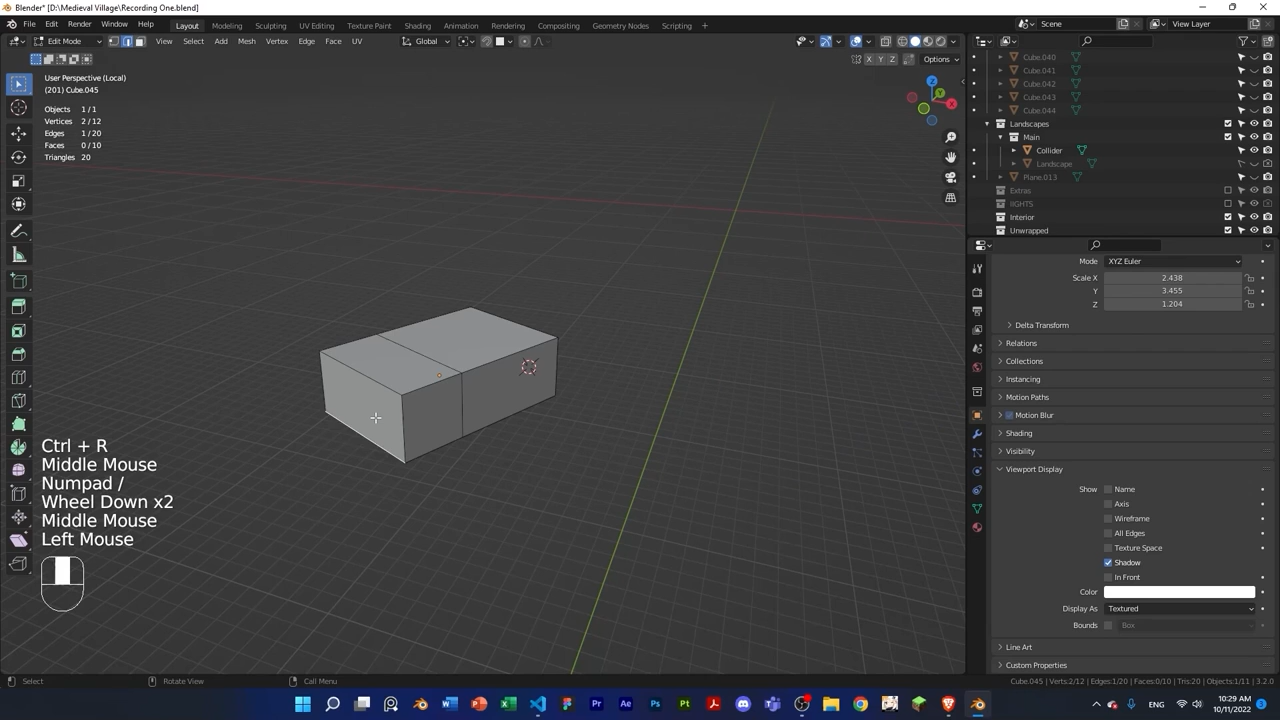 Blender* [D:\Medieval Village\Recording One.blend]
File Edit Render Window Help Layout Modeling Sculpting UV Editing Texture Paint Shading Animation Rendering Compositing Geometry Nodes Scripting + Scene View Layer
Edit Mode View Select Add Mesh Vertex Edge Face UV Global
X Y Z Options
User Perspective (Local)
(201) Cube.045
Objects 1/1
Vertices 2/12
Edges 1/20
Faces 0/10
Triangles 20
Z
Y
X
Cube.040
Cube.041
Cube.042
Cube.043
Cube.044
Landscapes
Main
Collider
Landscape
Plane.013
Extras
lIGHTS
Interior
Unwrapped
Mode XYZ Euler
Scale X 2.438
Y 3.455
Z 1.204
Delta Transform
Relations
Collections
Instancing
Motion Paths
Motion Blur
Shading
Visibility
Viewport Display
Show Name
Axis
Wireframe
All Edges
Texture Space
Shadow
In Front
Color
Display As Textured
Bounds Box
Line Art
Custom Properties
Ctrl + R
Middle Mouse
Numpad /
Wheel Down x2
Middle Mouse
Left Mouse
Select Rotate View Call Menu Cube.045 | Verts:2/12 | Edges:1/20 | Faces:0/10 | Tris:20 | Objects:1/11 | 3.2.0
ENG 10:29 AM
10/11/2022